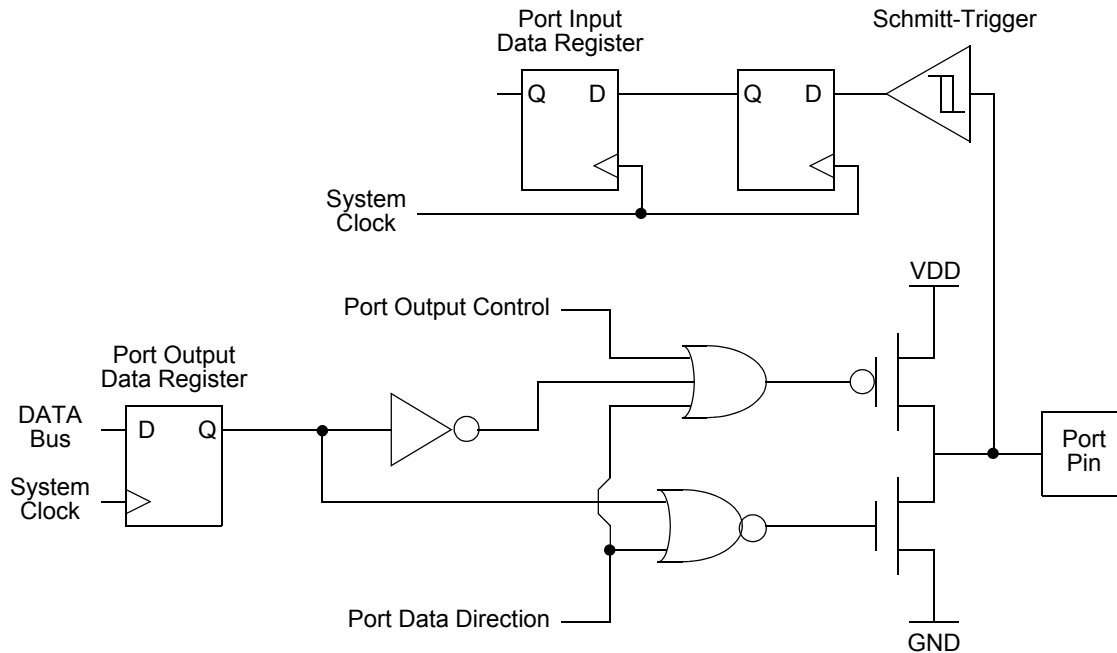 Port Input
Data Register
Schmitt-Trigger
Q D
Q D
System
Clock
VDD
Port Output Control
Port Output
Data Register
DATA
Bus
D Q
System
Clock
Port
Pin
Port Data Direction
GND